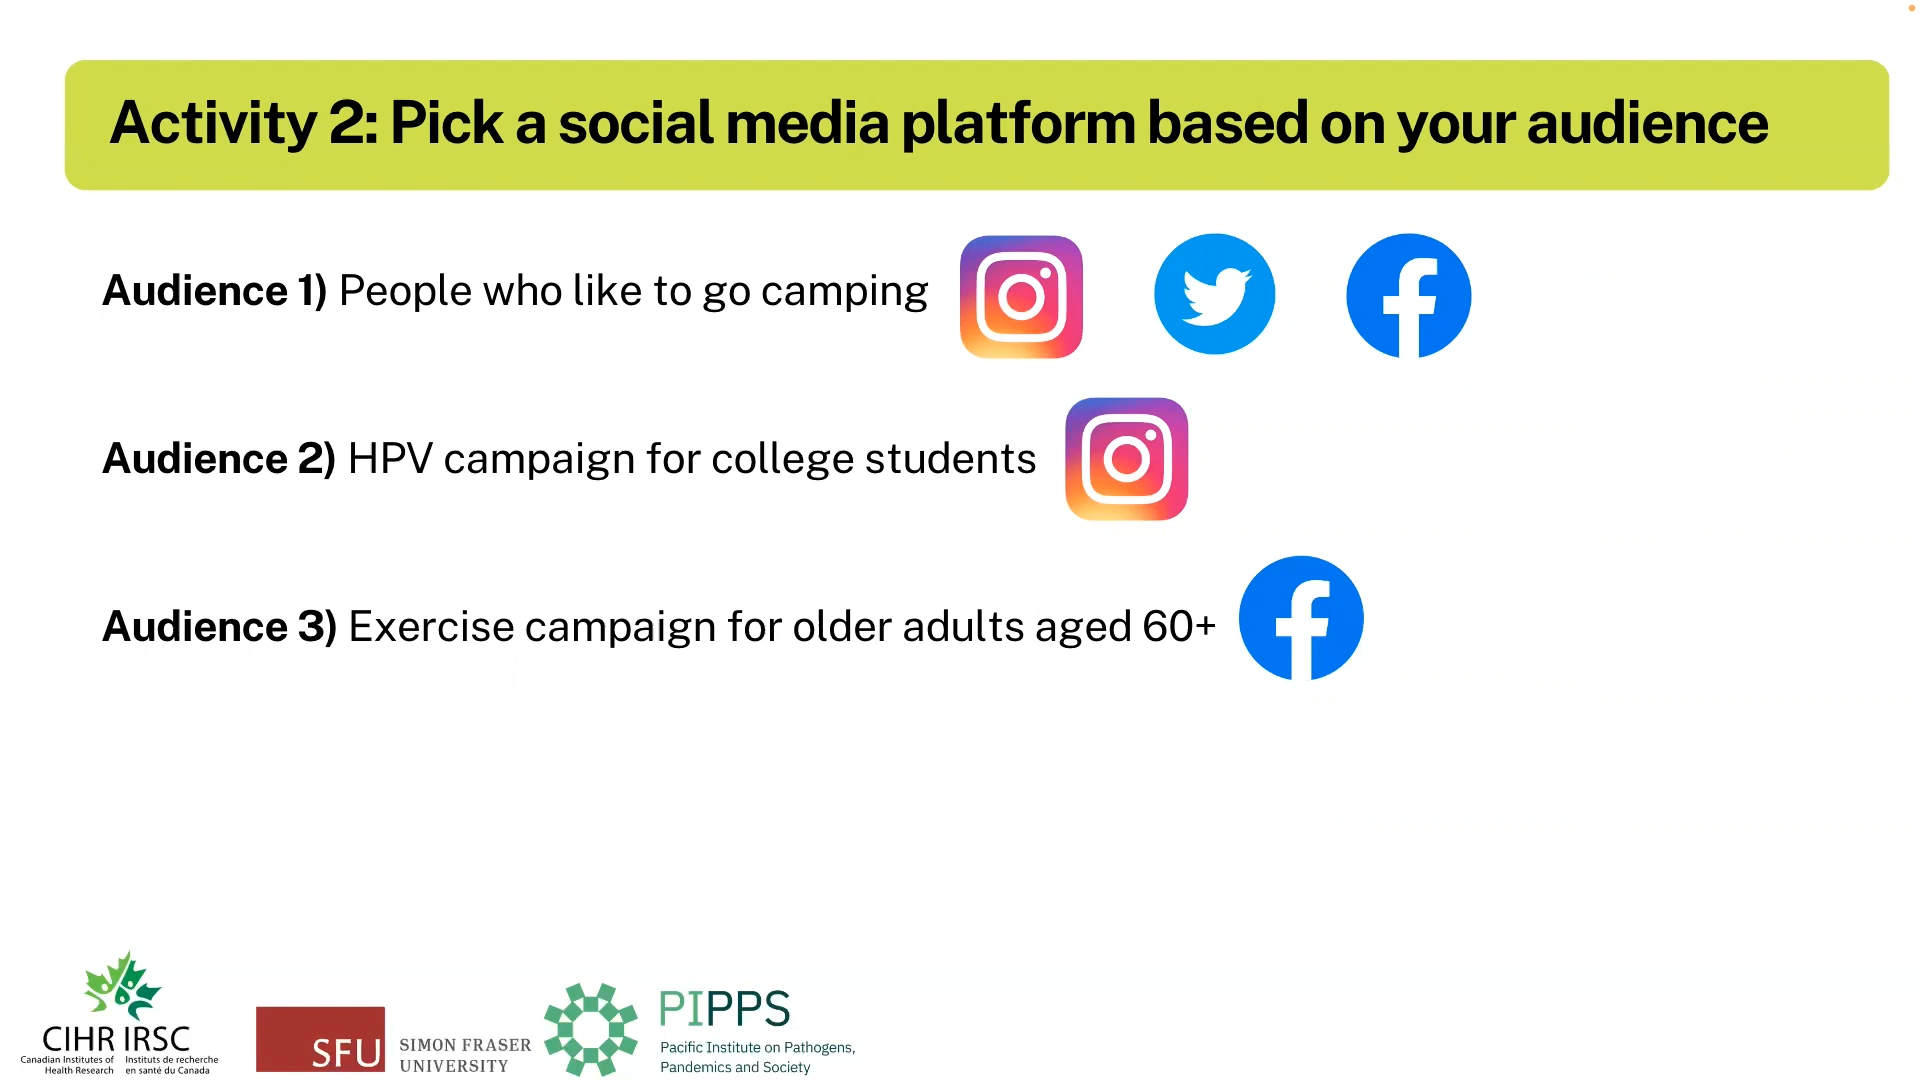 Activity 2: Pick a social media platform based on your audience
Audience 1) People who like to go camping
Audience 2) HPV campaign for college students
Audience 3) Exercise campaign for older adults aged 60+
CIHR IRSC
Canadian Institutes of Health Research
Instituts de recherche en santé du Canada
SFU
SIMON FRASER
UNIVERSITY
PIPPS
Pacific Institute on Pathogens,
Pandemics and Society